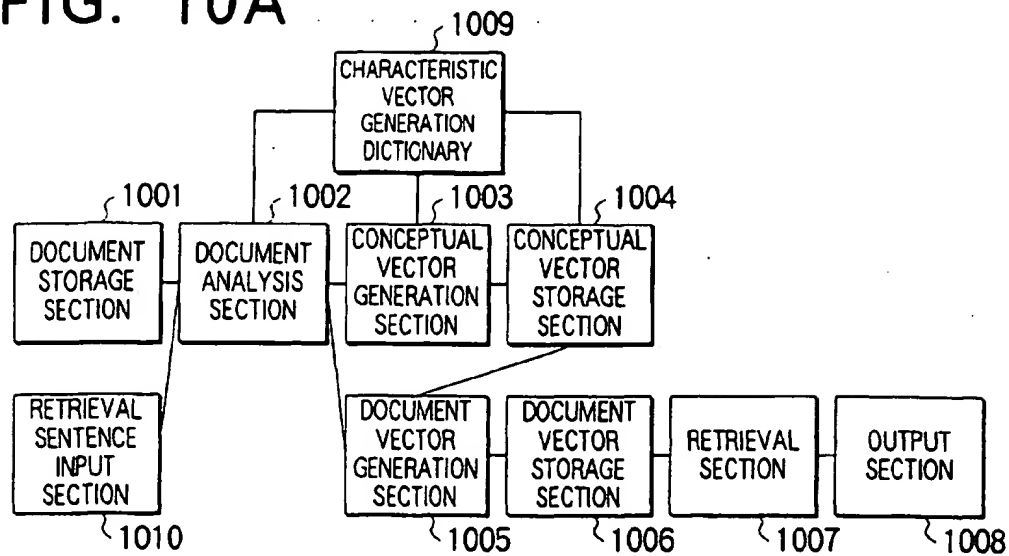 FIG. 10A
1009
CHARACTERISTIC
VECTOR
GENERATION
DICTIONARY
1001
1002
1003
1004
DOCUMENT
STORAGE
SECTION
DOCUMENT
ANALYSIS
SECTION
CONCEPTUAL
VECTOR
GENERATION
SECTION
CONCEPTUAL
VECTOR
STORAGE
SECTION
RETRIEVAL
SENTENCE
INPUT
SECTION
DOCUMENT
VECTOR
GENERATION
SECTION
DOCUMENT
VECTOR
STORAGE
SECTION
RETRIEVAL
SECTION
OUTPUT
SECTION
1010
1005
1006
1007
1008